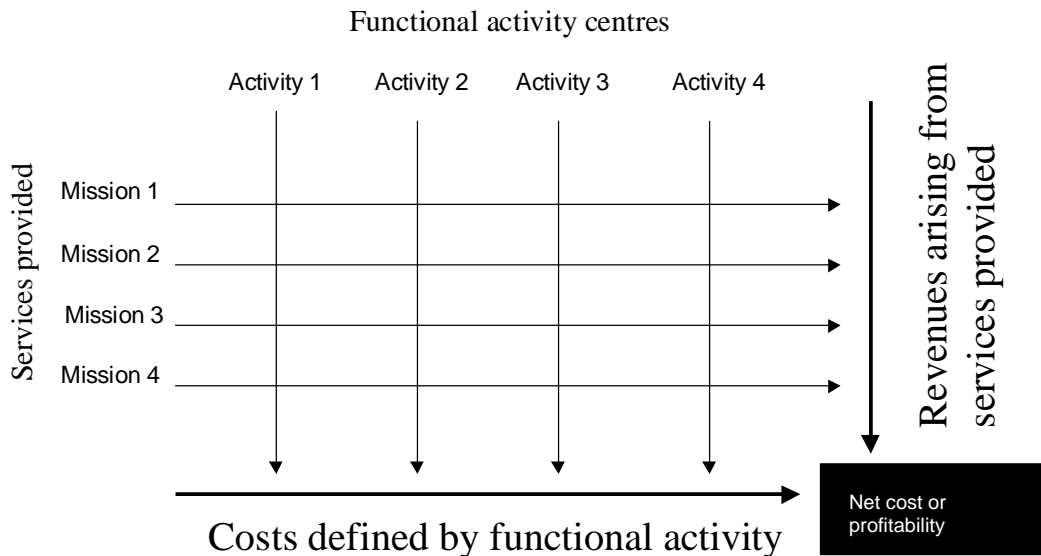 Functional activity centres
Activity 1 Activity 2 Activity 3 Activity 4
Services provided
Mission 1
Mission 2
Mission 3
Mission 4
Revenues arising from
services provided
Costs defined by functional activity
Net cost or
profitability